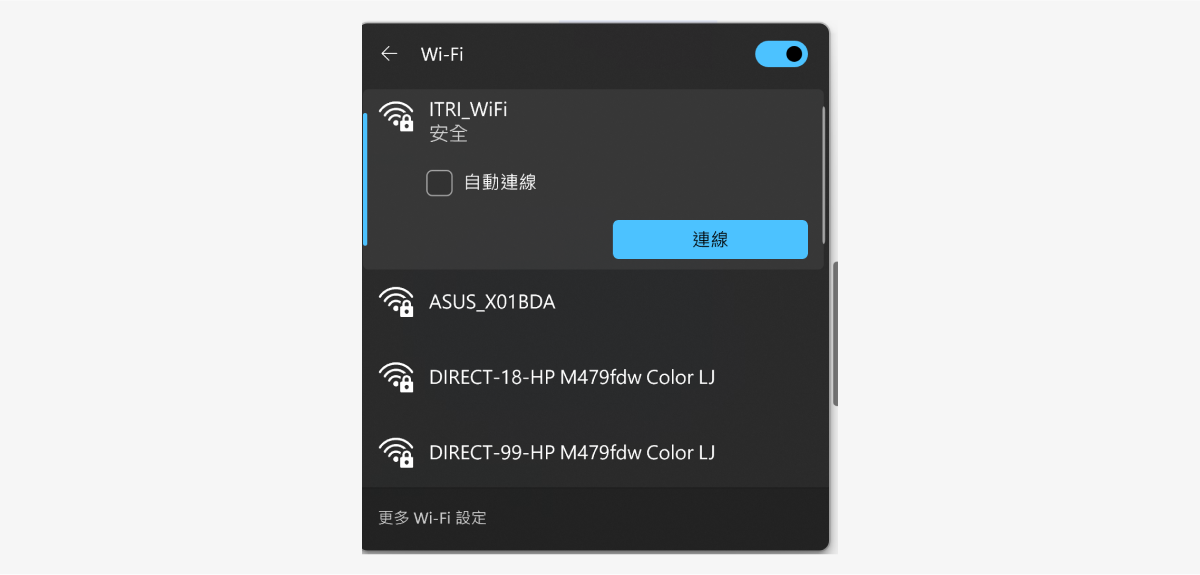 Wi-Fi
ITRI_WiFi
安全
自動連線
連線
ASUS_X01BDA
DIRECT-18-HP M479fdw Color LJ
DIRECT-99-HP M479fdw Color LJ
更多 Wi-Fi 設定